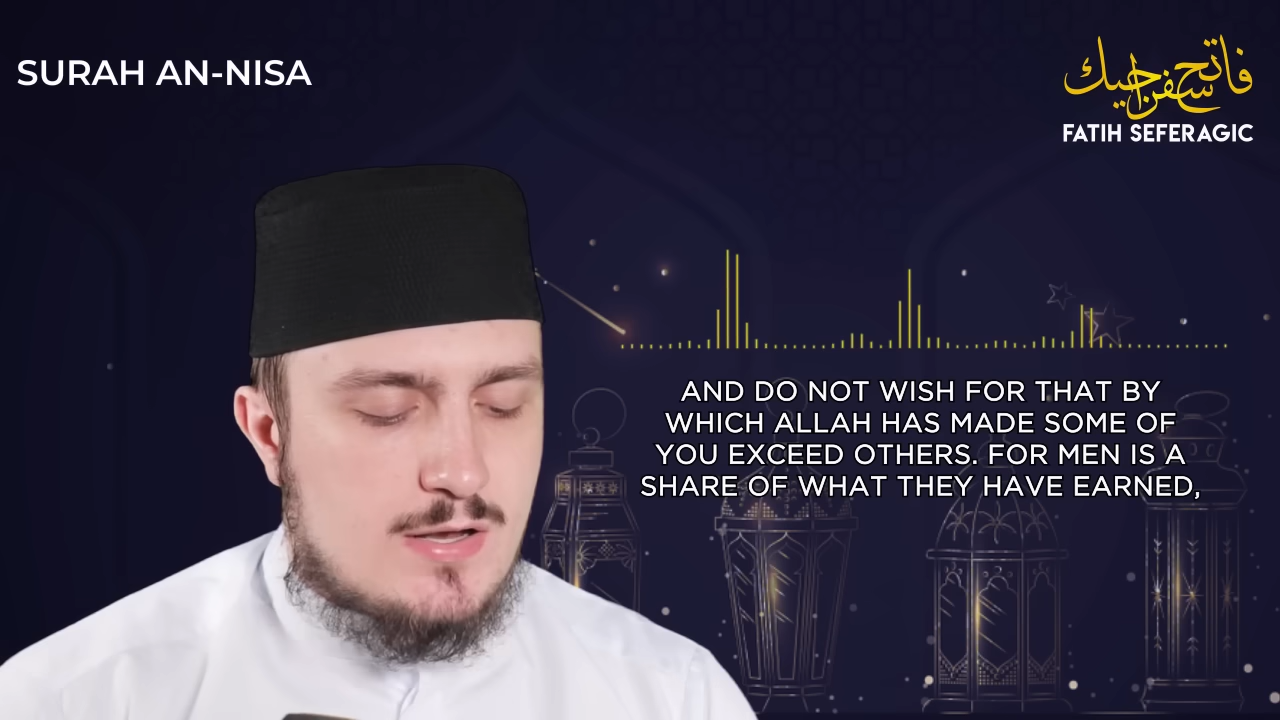 SURAH AN-NISA
فاتح سفراجيك
FATIH SEFERAGIC
AND DO NOT WISH FOR THAT BY
WHICH ALLAH HAS MADE SOME OF
YOU EXCEED OTHERS. FOR MEN IS A
SHARE OF WHAT THEY HAVE EARNED,